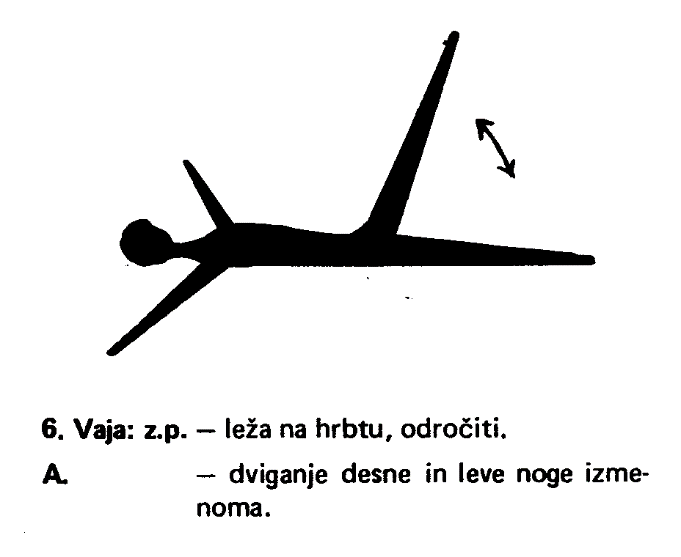 6. Vaja: z.p. — leža na hrbtu, odročiti.
A. — dviganje desne in leve noge izme-
noma.